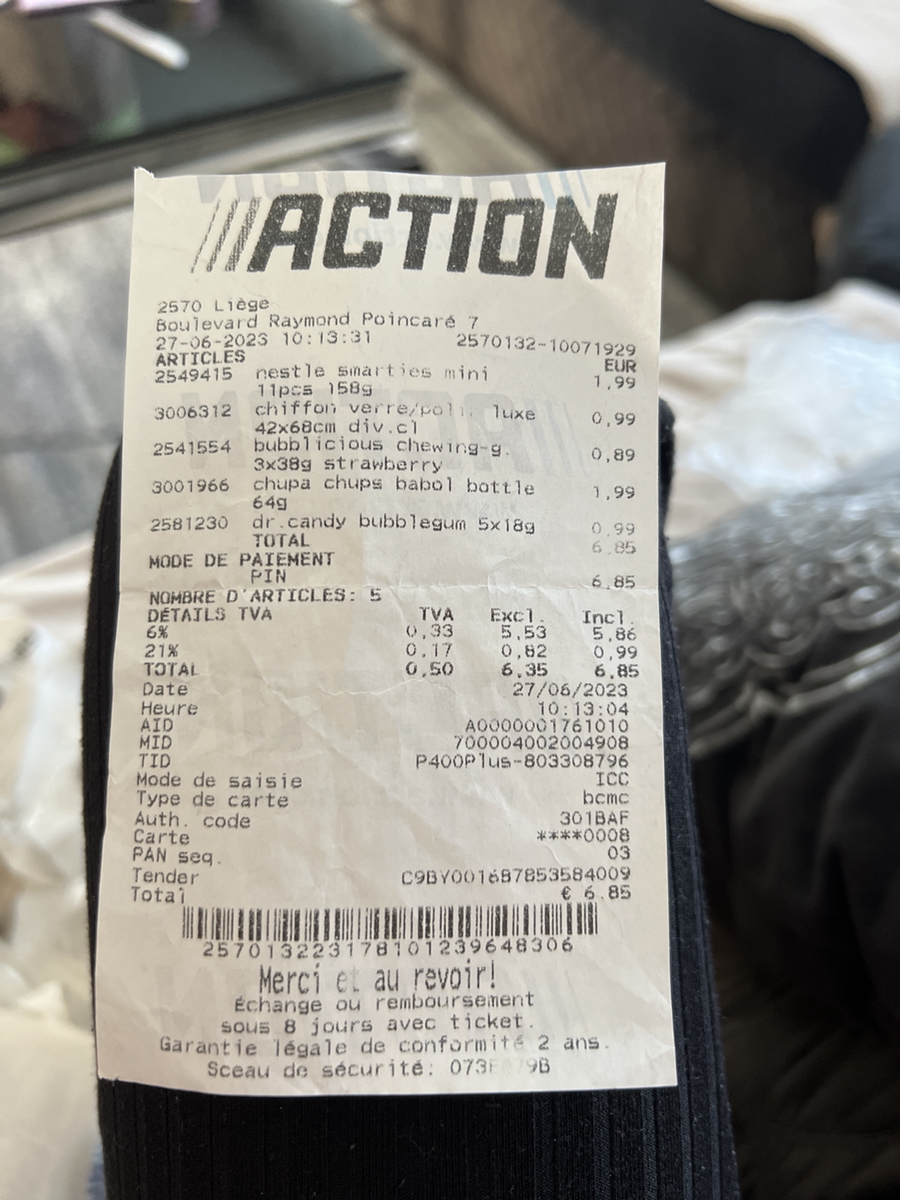 ACTION
2570 Liège
Boulevard Raymond Poincaré 7
27-06-2023 10:13:31 2570132-10071929
ARTICLES EUR
2549415 nestle smarties mini 1,99
11pcs 158g
3006312 chiffon verre/poli. luxe 0,99
42x68cm div.cl
2541554 bubblicious chewing-g. 0,89
3x38g strawberry
3001966 chupa chups babol bottle 1,99
64g
2581230 dr.candy bubblegum 5x18g 0.99
TOTAL 6.85
MODE DE PAIEMENT
PIN 6,85
NOMBRE D'ARTICLES: 5
DÉTAILS TVA TVA Excl. Incl.
6% 0,33 5,53 5,86
21% 0,17 0,82 0,99
TOTAL 0,50 6,35 6,85
Date 27/06/2023
Heure 10:13:04
AID A0000001761010
MID 700004002004908
TID P400Plus-803308796
Mode de saisie ICC
Type de carte bcmc
Auth. code 301BAF
Carte ****0008
PAN seq. 03
Tender C9BY001687853584009
Total € 6.85
257013223178101239648306
Merci et au revoir!
Échange ou remboursement
sous 8 jours avec ticket.
Garantie légale de conformité 2 ans.
Sceau de sécurité: